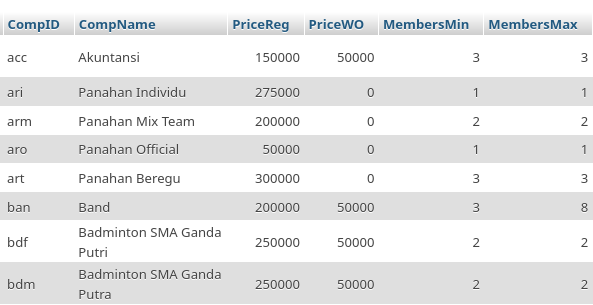 CompID CompName PriceReg PriceWO MembersMin MembersMax
acc Akuntansi 150000 50000 3 3
ari Panahan Individu 275000 0 1 1
arm Panahan Mix Team 200000 0 2 2
aro Panahan Official 50000 0 1 1
art Panahan Beregu 300000 0 3 3
ban Band 200000 50000 3 8
bdf Badminton SMA Ganda 250000 50000 2 2
Putri
bdm Badminton SMA Ganda 250000 50000 2 2
Putra